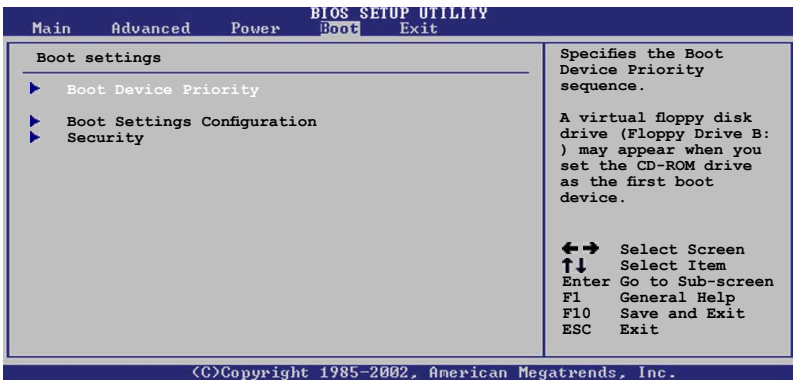 BIOS SETUP UTILITY
Main Advanced Power Boot Exit
Boot settings
Boot Device Priority
Boot Settings Configuration
Security
Specifies the Boot
Device Priority
sequence.
A virtual floppy disk
drive (Floppy Drive B:
) may appear when you
set the CD-ROM drive
as the first boot
device.
←→ Select Screen
↑↓ Select Item
Enter Go to Sub-screen
F1 General Help
F10 Save and Exit
ESC Exit
(C)Copyright 1985-2002, American Megatrends, Inc.